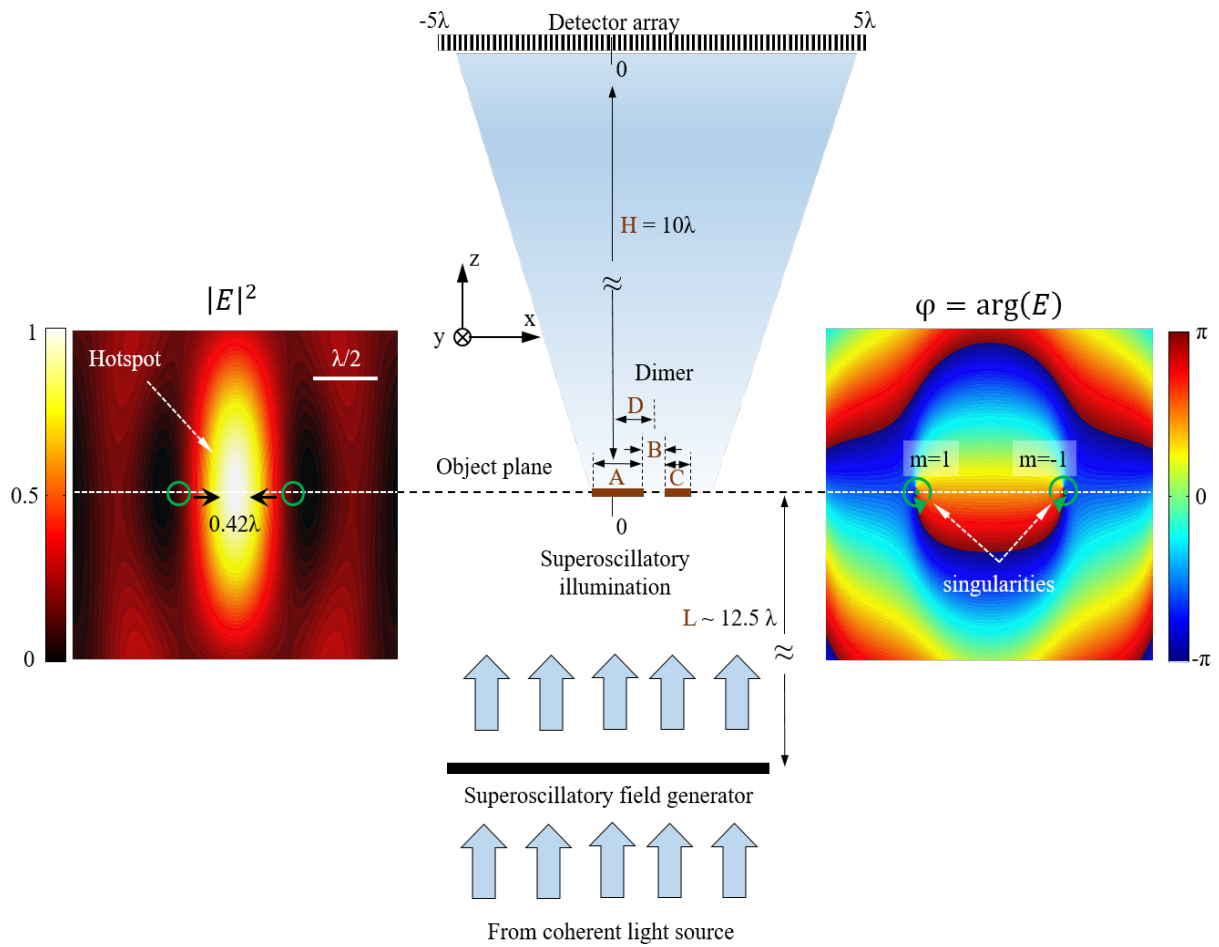 -5λ
Detector array
5λ
0
H = 10λ
z
y
x
|E|²
1
0.5
0
Hotspot
λ/2
0.42λ
φ = arg(E)
m=1
m=-1
singularities
π
0
-π
Dimer
D
B
A
C
Object plane
0
Superoscillatory
illumination
L ~ 12.5 λ
Superoscillatory field generator
From coherent light source